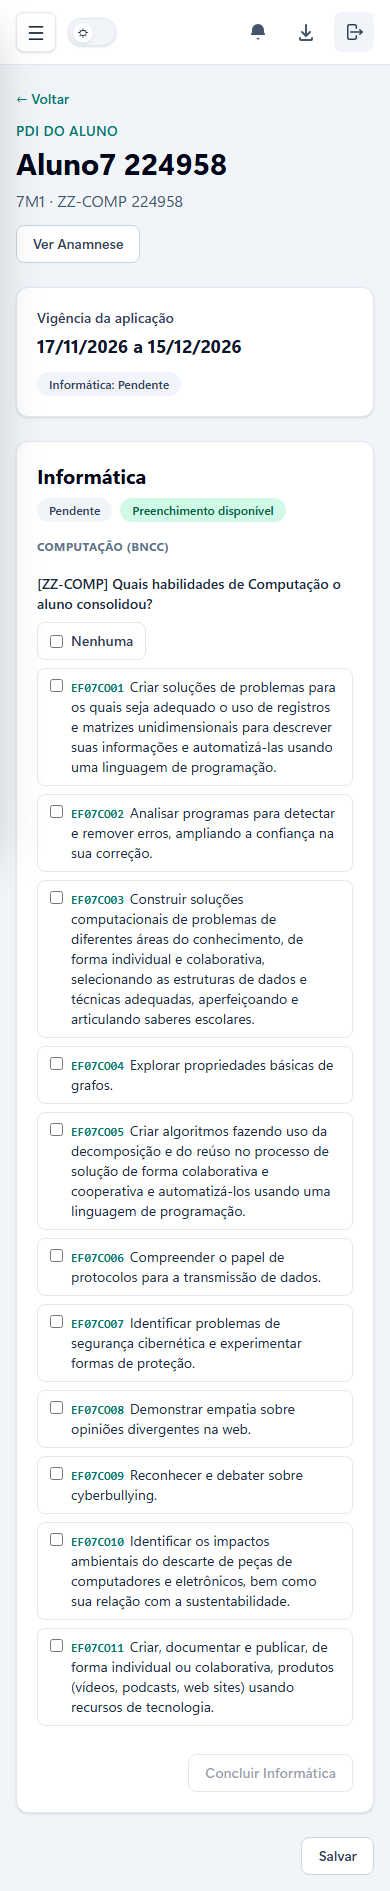 ← Voltar
PDI DO ALUNO
Aluno7 224958
7M1 · ZZ-COMP 224958
Ver Anamnese
Vigência da aplicação
17/11/2026 a 15/12/2026
Informática: Pendente
Informática
Pendente
Preenchimento disponível
COMPUTAÇÃO (BNCC)
[ZZ-COMP] Quais habilidades de Computação o
aluno consolidou?
Nenhuma
EF07CO01 Criar soluções de problemas para
os quais seja adequado o uso de registros
e matrizes unidimensionais para descrever
suas informações e automatizá-las usando
uma linguagem de programação.
EF07CO02 Analisar programas para detectar
e remover erros, ampliando a confiança na
sua correção.
EF07CO03 Construir soluções
computacionais de problemas de
diferentes áreas do conhecimento, de
forma individual e colaborativa,
selecionando as estruturas de dados e
técnicas adequadas, aperfeiçoando e
articulando saberes escolares.
EF07CO04 Explorar propriedades básicas de
grafos.
EF07CO05 Criar algoritmos fazendo uso da
decomposição e do reúso no processo de
solução de forma colaborativa e
cooperativa e automatizá-los usando uma
linguagem de programação.
EF07CO06 Compreender o papel de
protocolos para a transmissão de dados.
EF07CO07 Identificar problemas de
segurança cibernética e experimentar
formas de proteção.
EF07CO08 Demonstrar empatia sobre
opiniões divergentes na web.
EF07CO09 Reconhecer e debater sobre
cyberbullying.
EF07CO10 Identificar os impactos
ambientais do descarte de peças de
computadores e eletrônicos, bem como
sua relação com a sustentabilidade.
EF07CO11 Criar, documentar e publicar, de
forma individual ou colaborativa, produtos
(vídeos, podcasts, web sites) usando
recursos de tecnologia.
Concluir Informática
Salvar